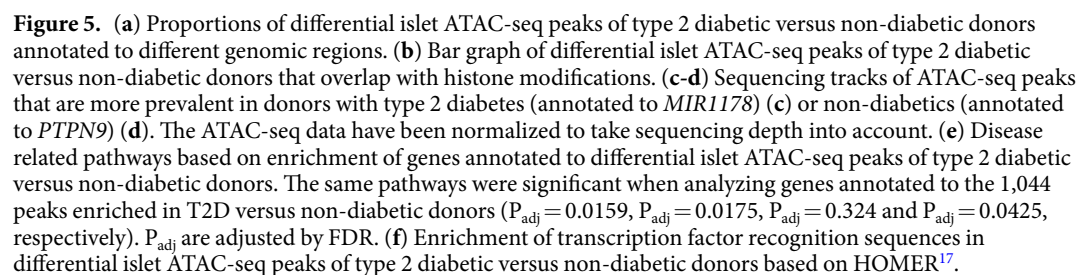 Figure 5. (a) Proportions of differential islet ATAC-seq peaks of type 2 diabetic versus non-diabetic donors
annotated to different genomic regions. (b) Bar graph of differential islet ATAC-seq peaks of type 2 diabetic
versus non-diabetic donors that overlap with histone modifications. (c-d) Sequencing tracks of ATAC-seq peaks
that are more prevalent in donors with type 2 diabetes (annotated to MIR1178) (c) or non-diabetics (annotated
to PTPN9) (d). The ATAC-seq data have been normalized to take sequencing depth into account. (e) Disease
related pathways based on enrichment of genes annotated to differential islet ATAC-seq peaks of type 2 diabetic
versus non-diabetic donors. The same pathways were significant when analyzing genes annotated to the 1,044
peaks enriched in T2D versus non-diabetic donors (Padj = 0.0159, Padj = 0.0175, Padj = 0.324 and Padj = 0.0425,
respectively). Padj are adjusted by FDR. (f) Enrichment of transcription factor recognition sequences in
differential islet ATAC-seq peaks of type 2 diabetic versus non-diabetic donors based on HOMER17.